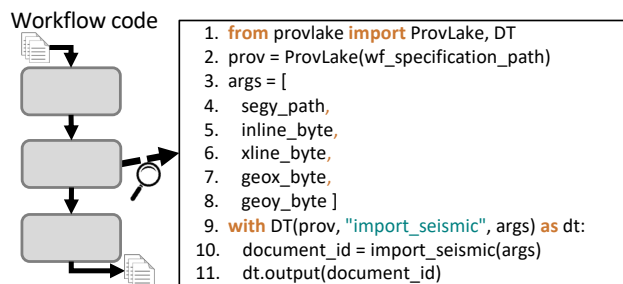 Workflow code
1. from provlake import ProvLake, DT
2. prov = ProvLake(wf_specification_path)
3. args = [
4. segy_path,
5. inline_byte,
6. xline_byte,
7. geox_byte,
8. geoy_byte ]
9. with DT(prov, "import_seismic", args) as dt:
10. document_id = import_seismic(args)
11. dt.output(document_id)